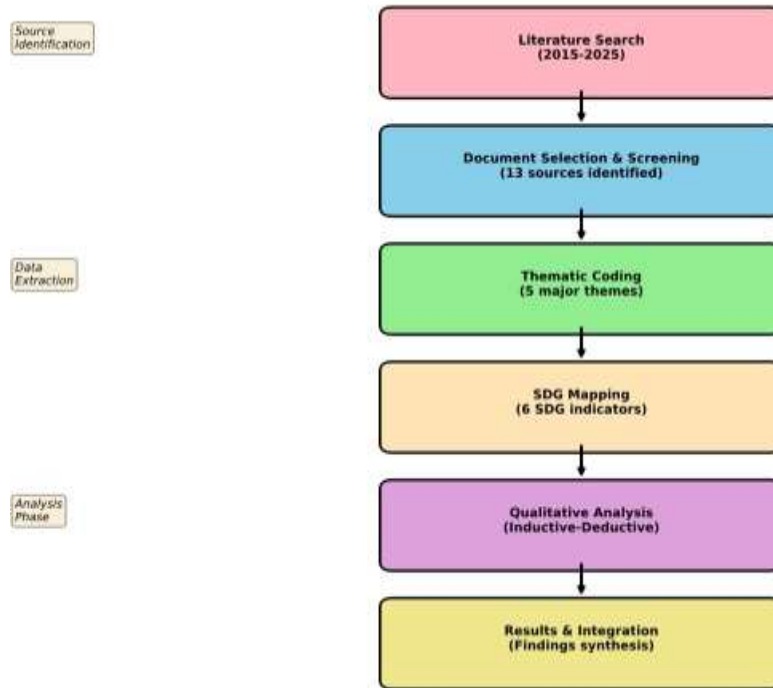 Source
Identification
Literature Search
(2015-2025)
Document Selection & Screening
(13 sources identified)
Data
Extraction
Thematic Coding
(5 major themes)
SDG Mapping
(6 SDG indicators)
Analysis
Phase
Qualitative Analysis
(Inductive-Deductive)
Results & Integration
(Findings synthesis)